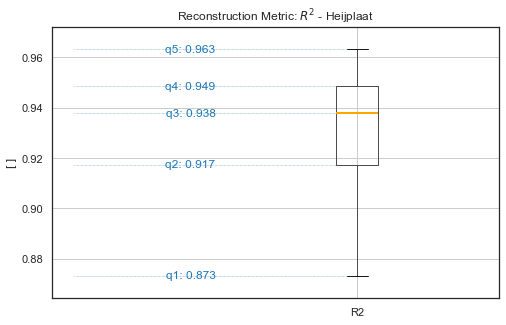 Reconstruction Metric: R² - Heijplaat
0.96
0.94
0.92
0.90
0.88
[ ]
q5: 0.963
q4: 0.949
q3: 0.938
q2: 0.917
q1: 0.873
R2